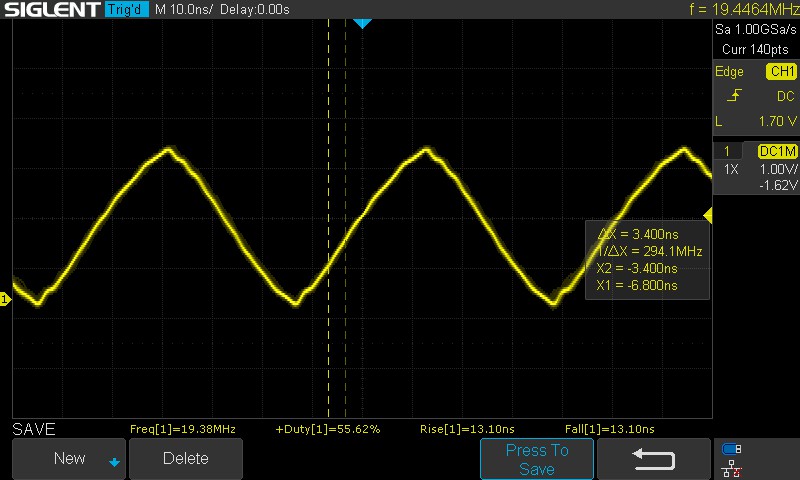 SIGLENT Trig'd M 10.0ns/ Delay:0.00s f = 19.4464MHz
Sa 1.00GSa/s
Curr 140pts
Edge CH1
DC
L 1.70 V
1 DC1M
1X 1.00V/
-1.62V
△X = 3.400ns
1/△X = 294.1MHz
X2 = -3.400ns
X1 = -6.800ns
1
SAVE Freq[1]=19.38MHz +Duty[1]=55.62% Rise[1]=13.10ns Fall[1]=13.10ns
New Delete Press To
Save